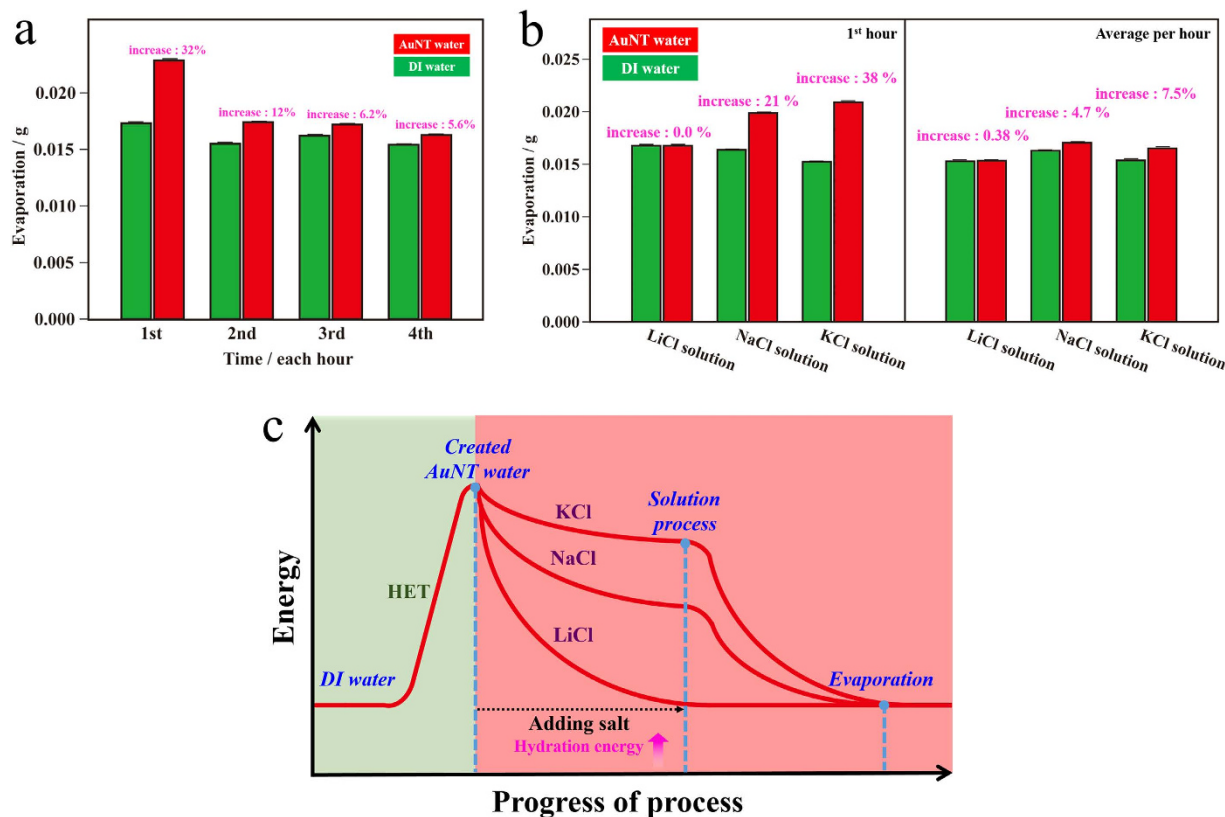 a
increase : 32%
AuNT water
DI water
0.020
increase : 12%
increase : 6.2%
increase : 5.6%
0.015
0.010
0.005
0.000
Evaporation / g
1st
2nd
3rd
4th
Time / each hour
b
AuNT water
DI water
1st hour
Average per hour
0.025
increase : 38 %
increase : 21 %
increase : 7.5%
0.020
increase : 4.7 %
increase : 0.0 %
increase : 0.38 %
0.015
0.010
0.005
0.000
Evaporation / g
LiCl solution
NaCl solution
KCl solution
LiCl solution
NaCl solution
KCl solution
c
Created
AuNT water
Solution
process
KCl
NaCl
HET
LiCl
DI water
Evaporation
Adding salt
Hydration energy
Energy
Progress of process